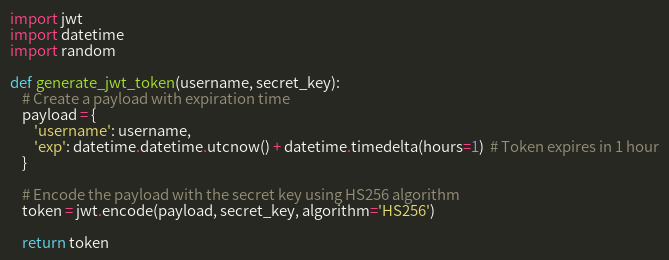 import jwt
import datetime
import random

def generate_jwt_token(username, secret_key):
    # Create a payload with expiration time
    payload = {
        'username': username,
        'exp': datetime.datetime.utcnow() + datetime.timedelta(hours=1)  # Token expires in 1 hour
    }

    # Encode the payload with the secret key using HS256 algorithm
    token = jwt.encode(payload, secret_key, algorithm='HS256')

    return token